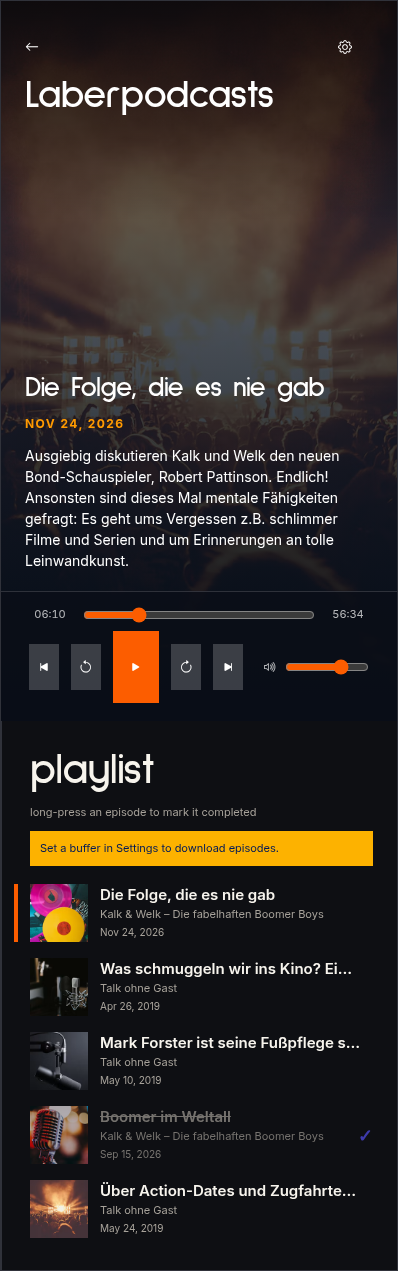 Laberpodcasts
Die Folge, die es nie gab
NOV 24, 2026
Ausgiebig diskutieren Kalk und Welk den neuen
Bond-Schauspieler, Robert Pattinson. Endlich!
Ansonsten sind dieses Mal mentale Fähigkeiten
gefragt: Es geht ums Vergessen z.B. schlimmer
Filme und Serien und um Erinnerungen an tolle
Leinwandkunst.
06:10
56:34
playlist
long-press an episode to mark it completed
Set a buffer in Settings to download episodes.
Die Folge, die es nie gab
Kalk & Welk – Die fabelhaften Boomer Boys
Nov 24, 2026
Was schmuggeln wir ins Kino? Ei...
Talk ohne Gast
Apr 26, 2019
Mark Forster ist seine Fußpflege s...
Talk ohne Gast
May 10, 2019
Boomer im Weltall
Kalk & Welk – Die fabelhaften Boomer Boys
Sep 15, 2026
Über Action-Dates und Zugfahrte...
Talk ohne Gast
May 24, 2019